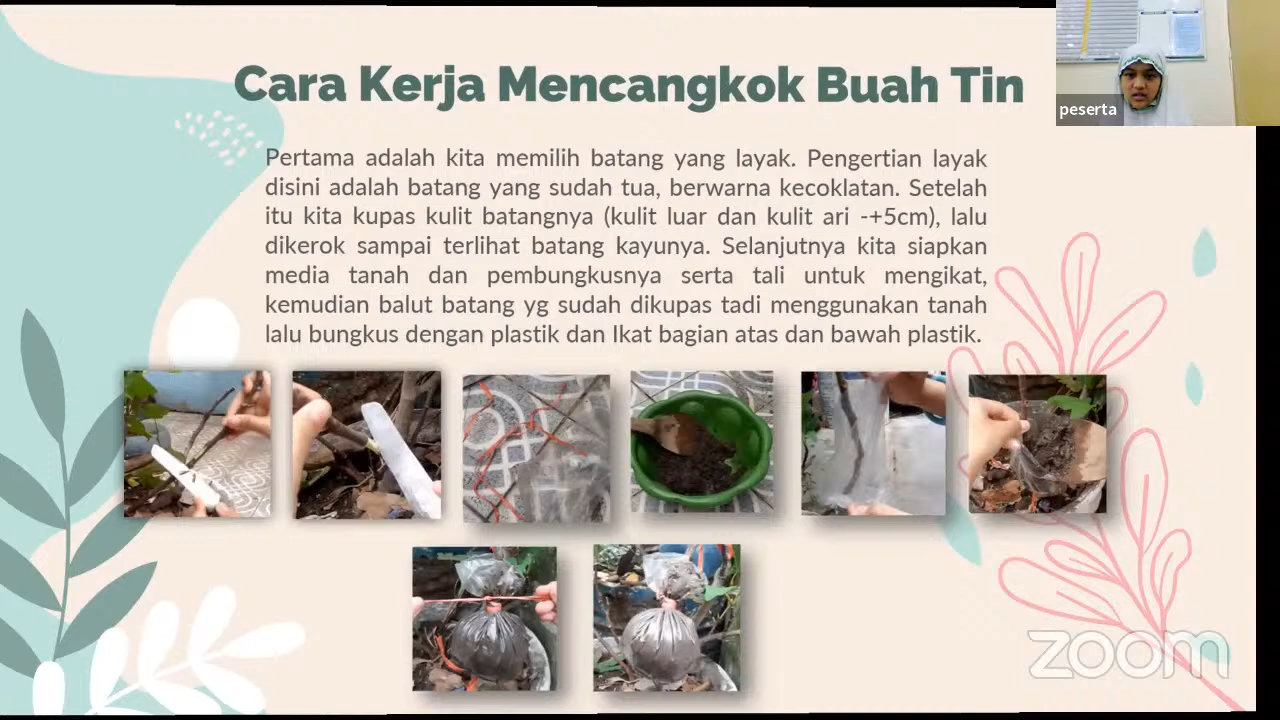 Cara Kerja Mencangkok Buah Tin
peserta
Pertama adalah kita memilih batang yang layak. Pengertian layak
disini adalah batang yang sudah tua, berwarna kecoklatan. Setelah
itu kita kupas kulit batangnya (kulit luar dan kulit ari -+5cm), lalu
dikerok sampai terlihat batang kayunya. Selanjutnya kita siapkan
media tanah dan pembungkusnya serta tali untuk mengikat,
kemudian balut batang yg sudah dikupas tadi menggunakan tanah
lalu bungkus dengan plastik dan Ikat bagian atas dan bawah plastik.
zoom